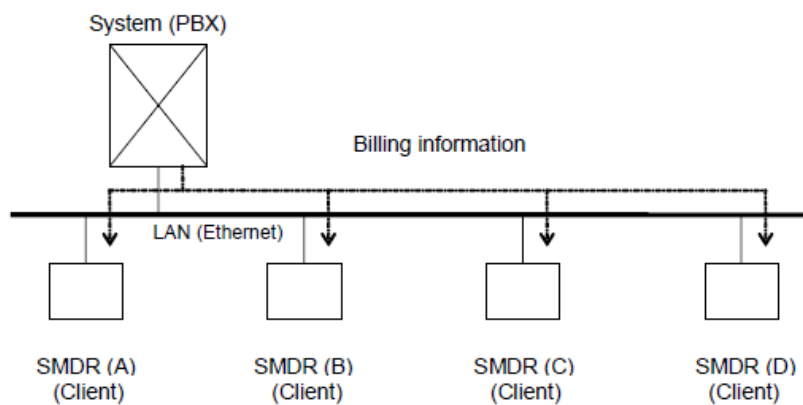 System (PBX)
Billing information
LAN (Ethernet)
SMDR (A)
(Client)
SMDR (B)
(Client)
SMDR (C)
(Client)
SMDR (D)
(Client)